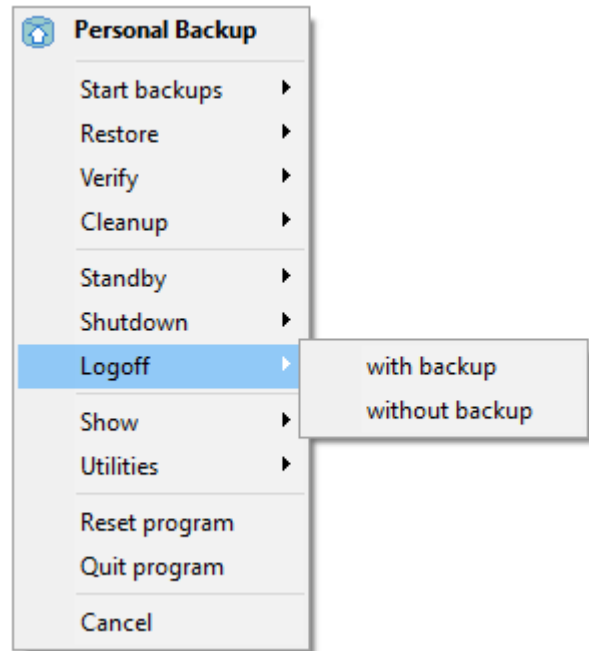 Personal Backup
Start backups
Restore
Verify
Cleanup
Standby
Shutdown
Logoff
with backup
without backup
Show
Utilities
Reset program
Quit program
Cancel